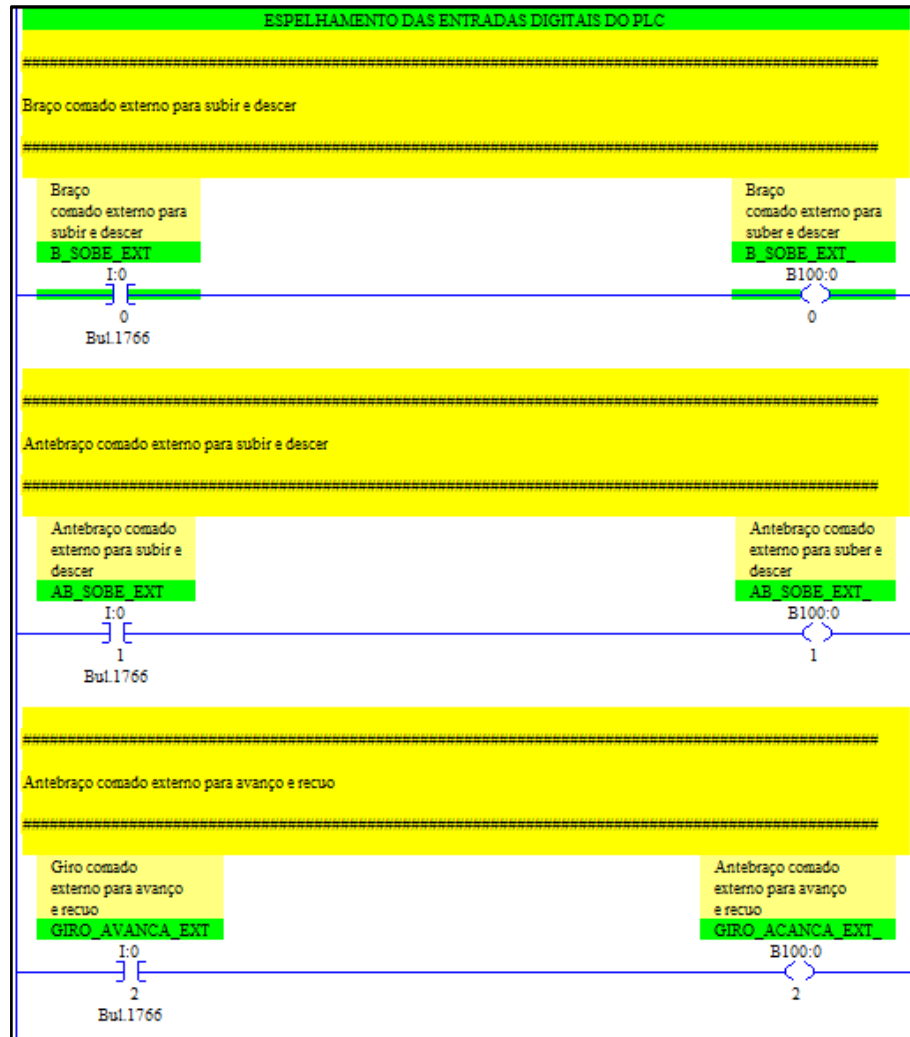 ESPELHAMENTO DAS ENTRADAS DIGITAIS DO PLC
Braço comado externo para subir e descer
Braço
comado externo para
subir e descer
B_SOBE_EXT
I:0
0
Bul.1766
Braço
comado externo para
suber e descer
B_SOBE_EXT_
B100:0
0
Antebraço comado externo para subir e descer
Antebraço comado
externo para subir e
descer
AB_SOBE_EXT
I:0
1
Bul.1766
Antebraço comado
externo para suber e
descer
AB_SOBE_EXT_
B100:0
1
Antebraço comado externo para avanço e recuo
Giro comado
externo para avanço
e recuo
GIRO_AVANCA_EXT
I:0
2
Bul.1766
Antebraço comado
externo para avanço
e recuo
GIRO_ACANCA_EXT_
B100:0
2